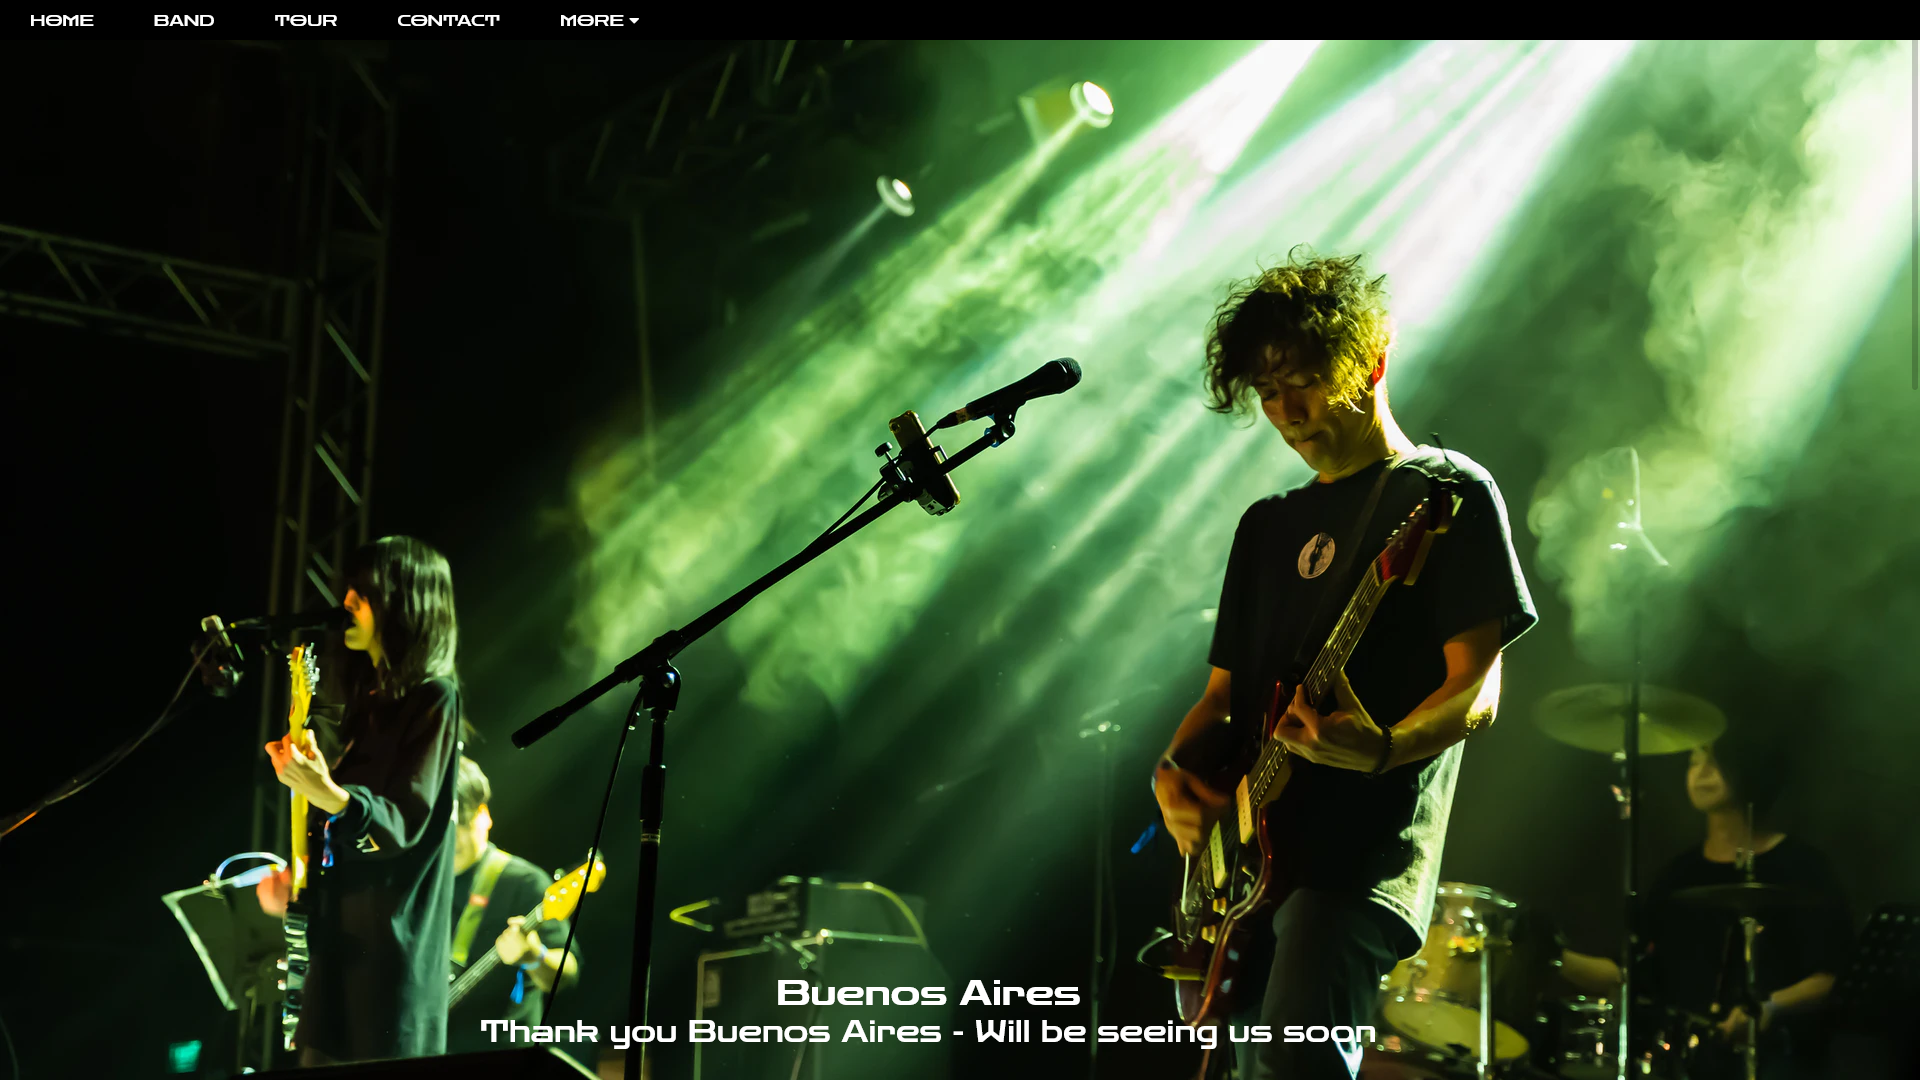 HOME
BAND
TOUR
CONTACT
MORE
Buenos Aires
Thank you Buenos Aires - Will be seeing us soon